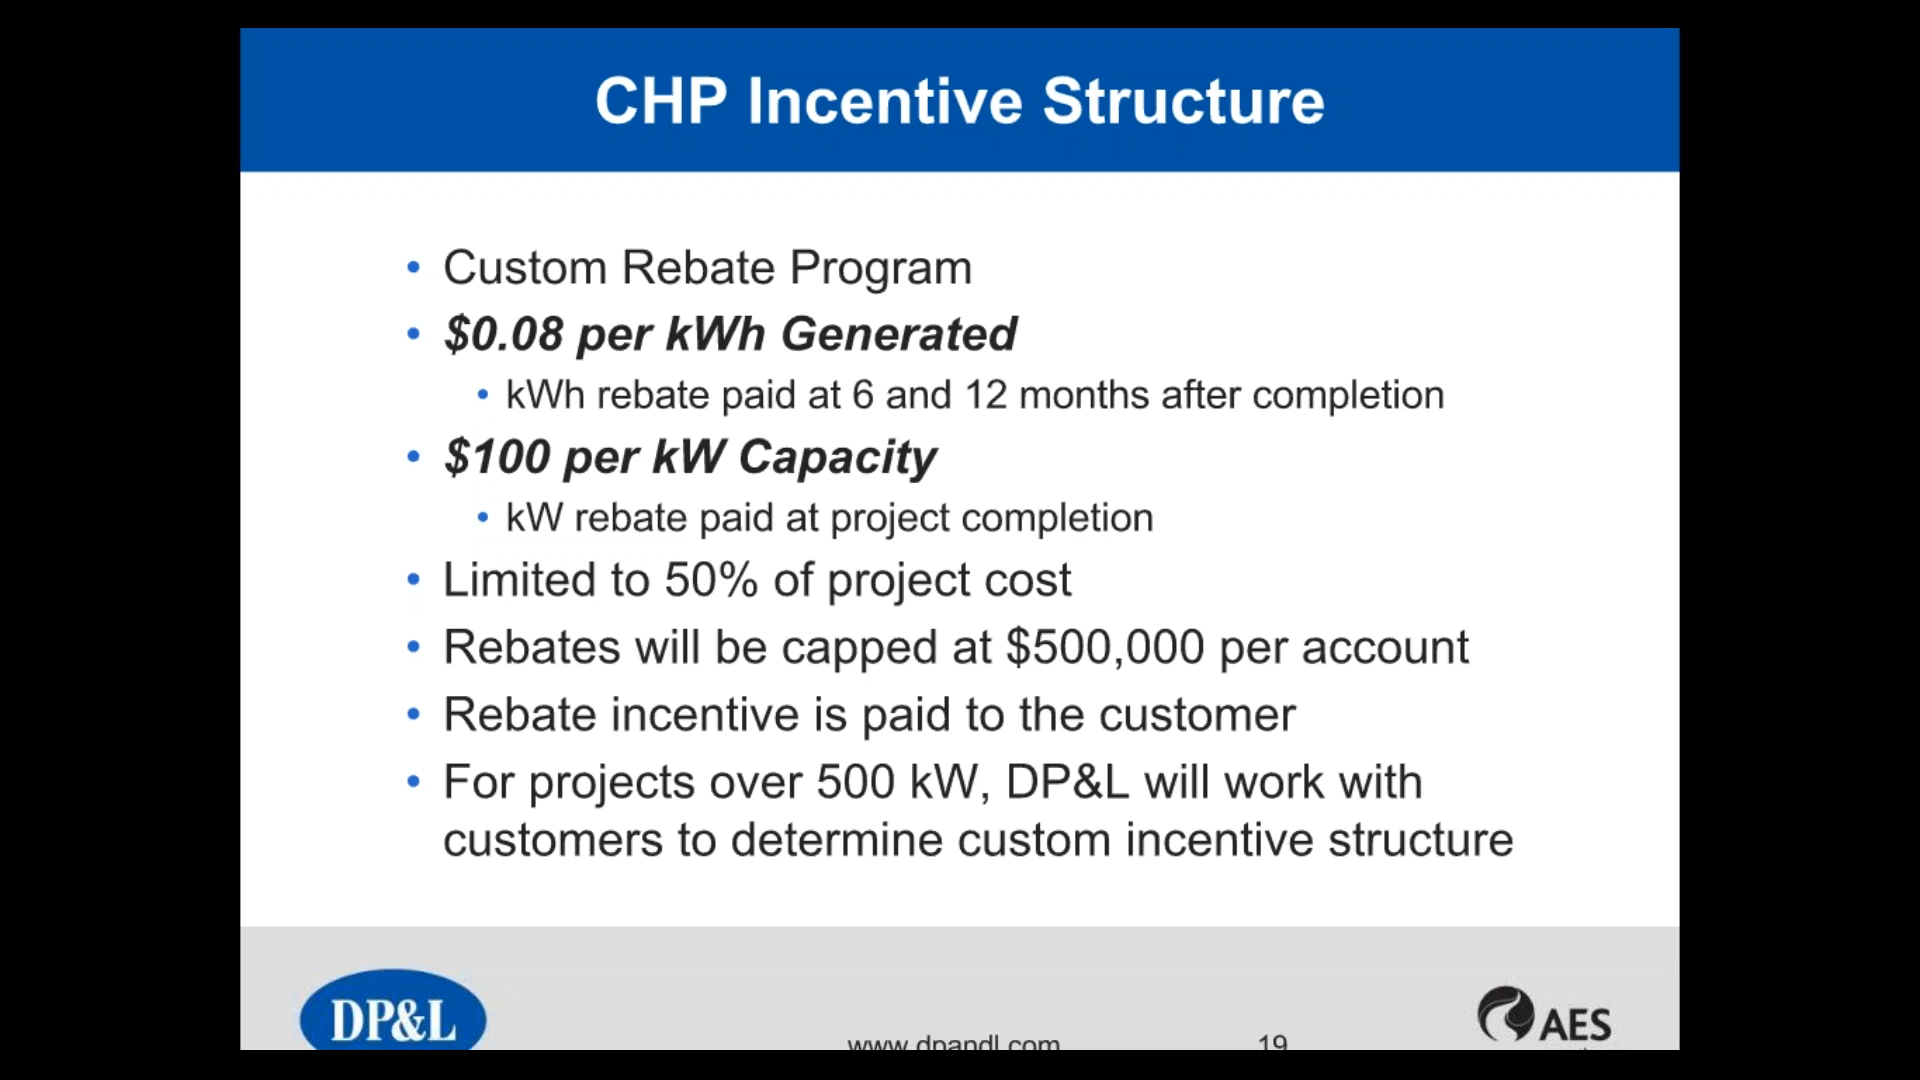 CHP Incentive Structure
• Custom Rebate Program
• $0.08 per kWh Generated
• kWh rebate paid at 6 and 12 months after completion
• $100 per kW Capacity
• kW rebate paid at project completion
• Limited to 50% of project cost
• Rebates will be capped at $500,000 per account
• Rebate incentive is paid to the customer
• For projects over 500 kW, DP&L will work with
customers to determine custom incentive structure
DP&L
www.dpandl.com
19
AES